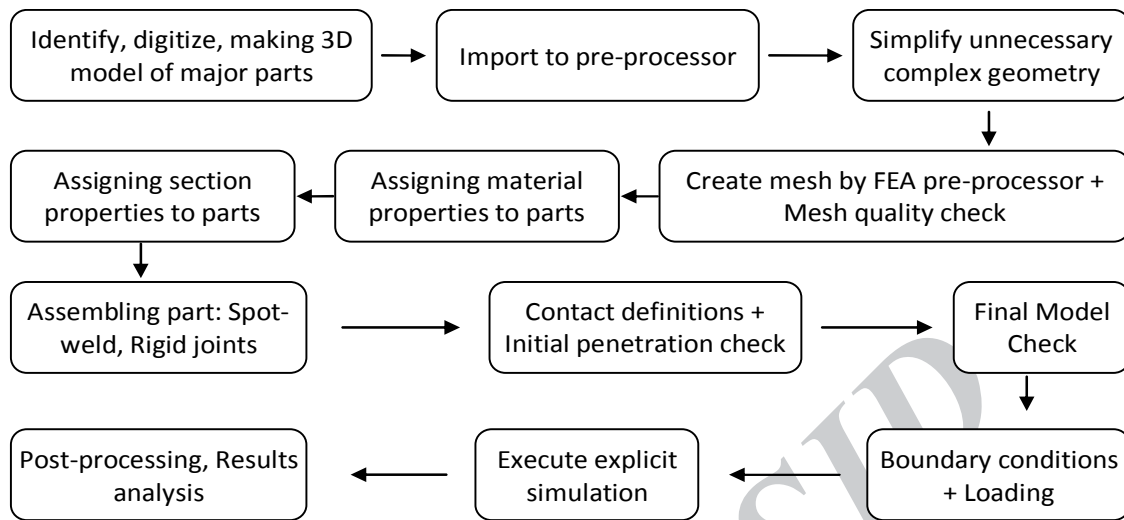 Identify, digitize, making 3D
model of major parts
Import to pre-processor
Simplify unnecessary
complex geometry
Create mesh by FEA pre-processor +
Mesh quality check
Assigning material
properties to parts
Assigning section
properties to parts
Assembling part: Spot-
weld, Rigid joints
Contact definitions +
Initial penetration check
Final Model
Check
Boundary conditions
+ Loading
Execute explicit
simulation
Post-processing, Results
analysis
SID